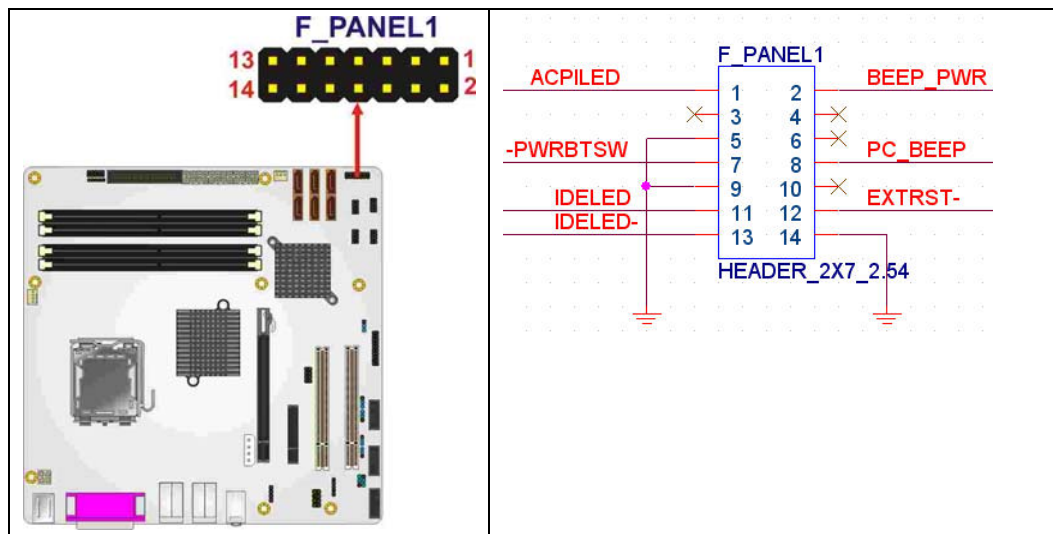 F_PANEL1
13 1
14 2
F_PANEL1
ACPILED 1 2 BEEP_PWR
3 4
5 6
-PWRBTSW 7 8 PC_BEEP
9 10
IDELED 11 12 EXTRST-
IDELED- 13 14
HEADER_2X7_2.54